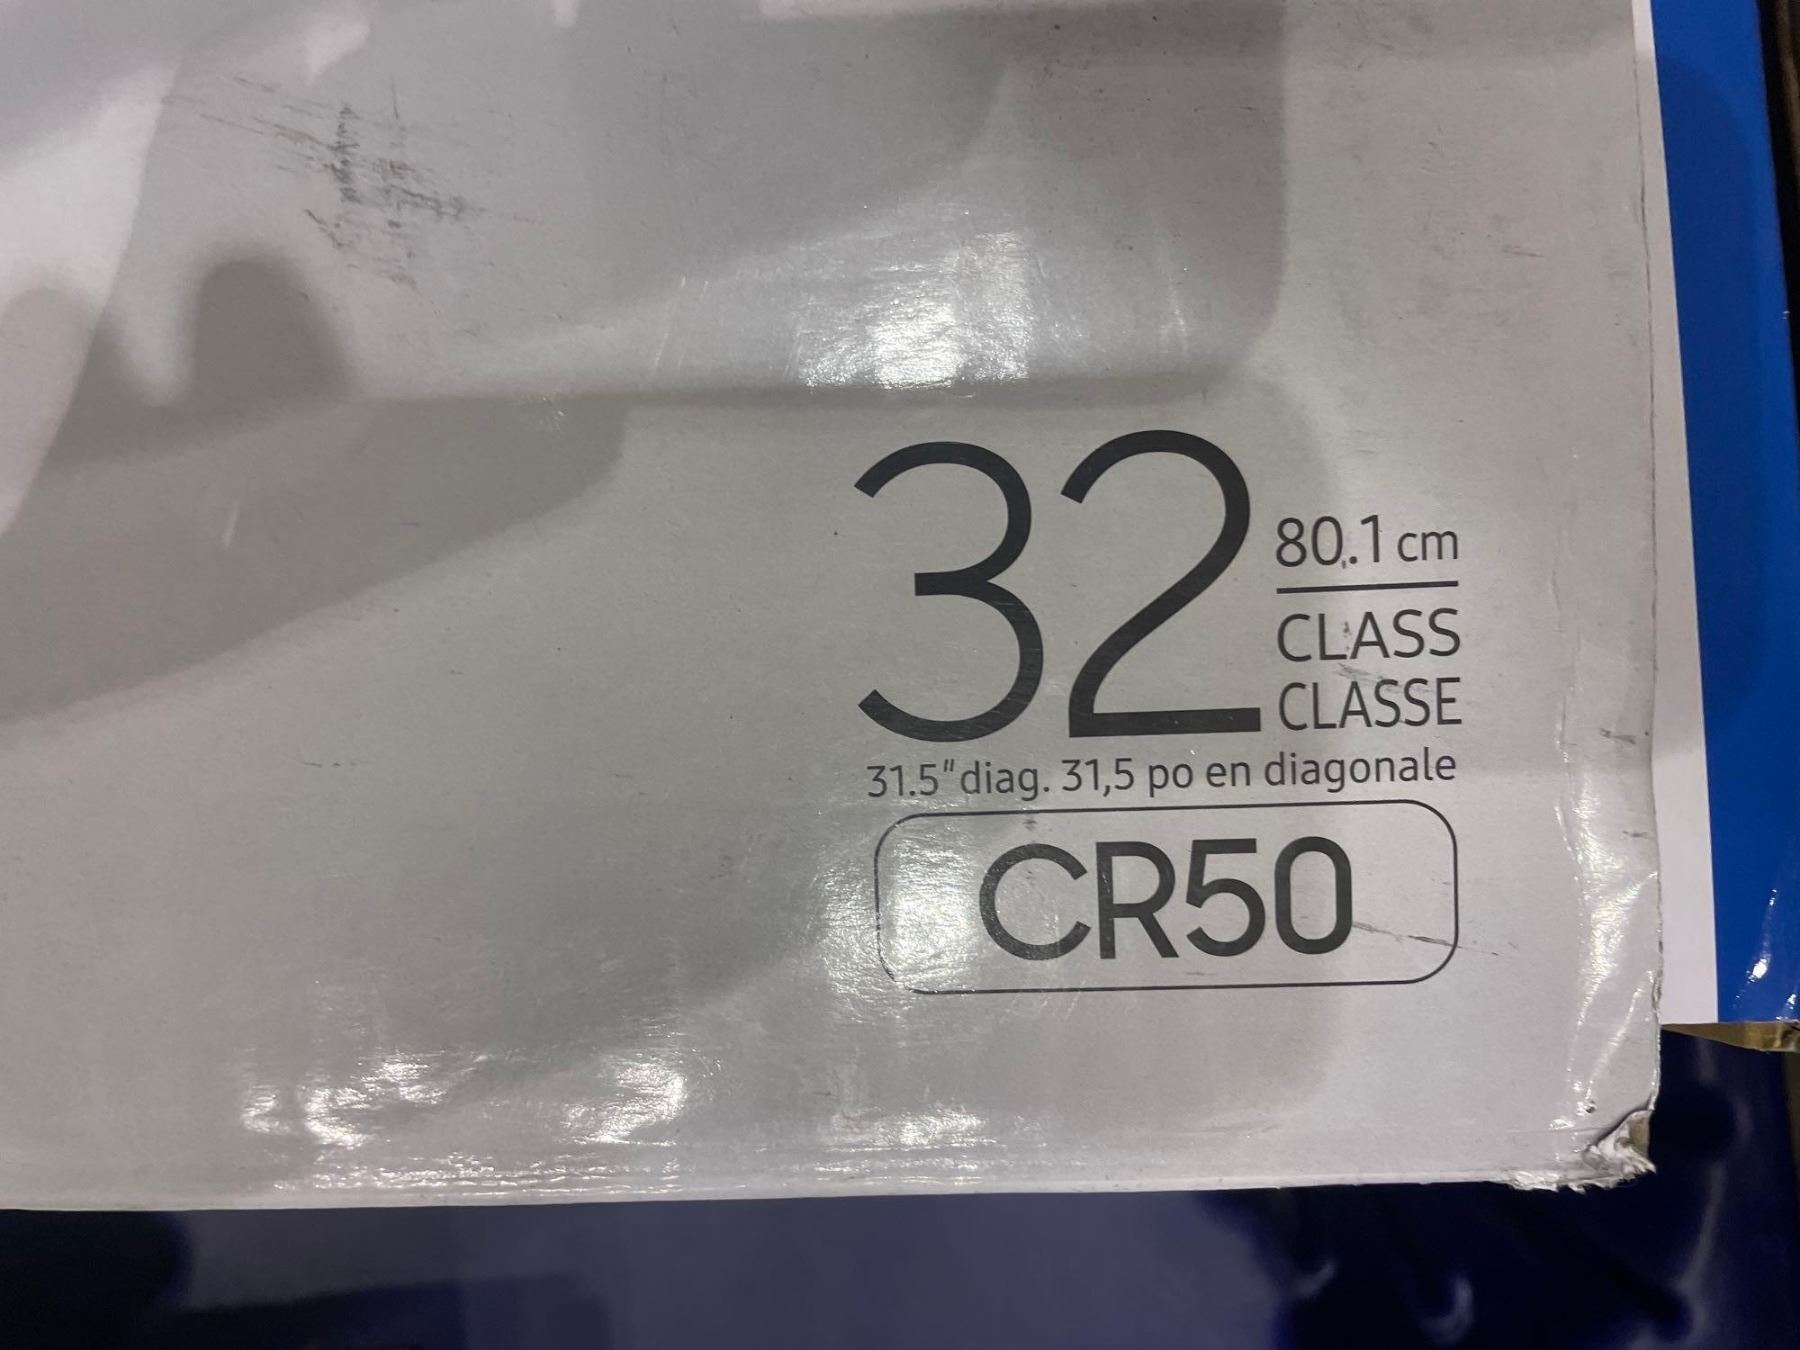 32
80.1 cm
CLASS
CLASSE
31.5" diag. 31,5 po en diagonale
CR50